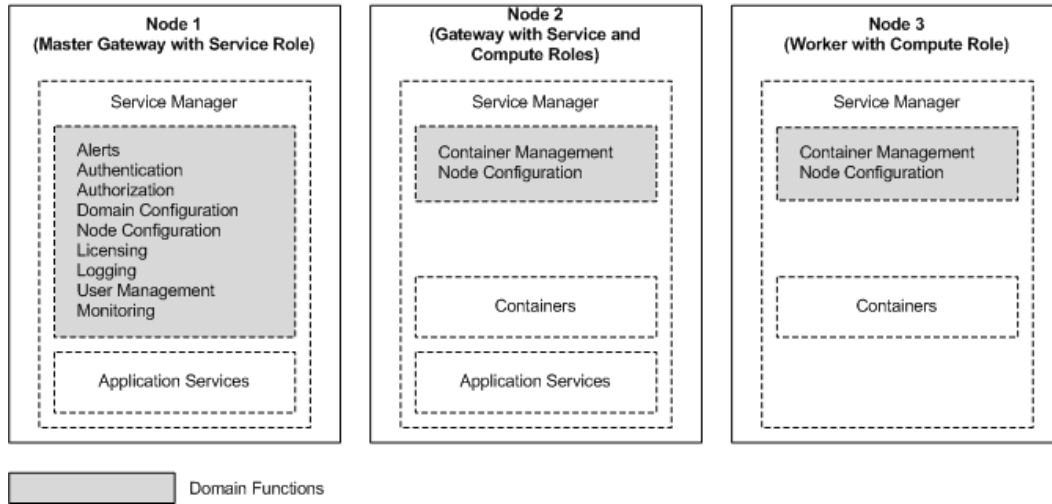 Node 1
(Master Gateway with Service Role)
Service Manager
Alerts
Authentication
Authorization
Domain Configuration
Node Configuration
Licensing
Logging
User Management
Monitoring
Application Services
Node 2
(Gateway with Service and
Compute Roles)
Service Manager
Container Management
Node Configuration
Containers
Application Services
Node 3
(Worker with Compute Role)
Service Manager
Container Management
Node Configuration
Containers
Domain Functions